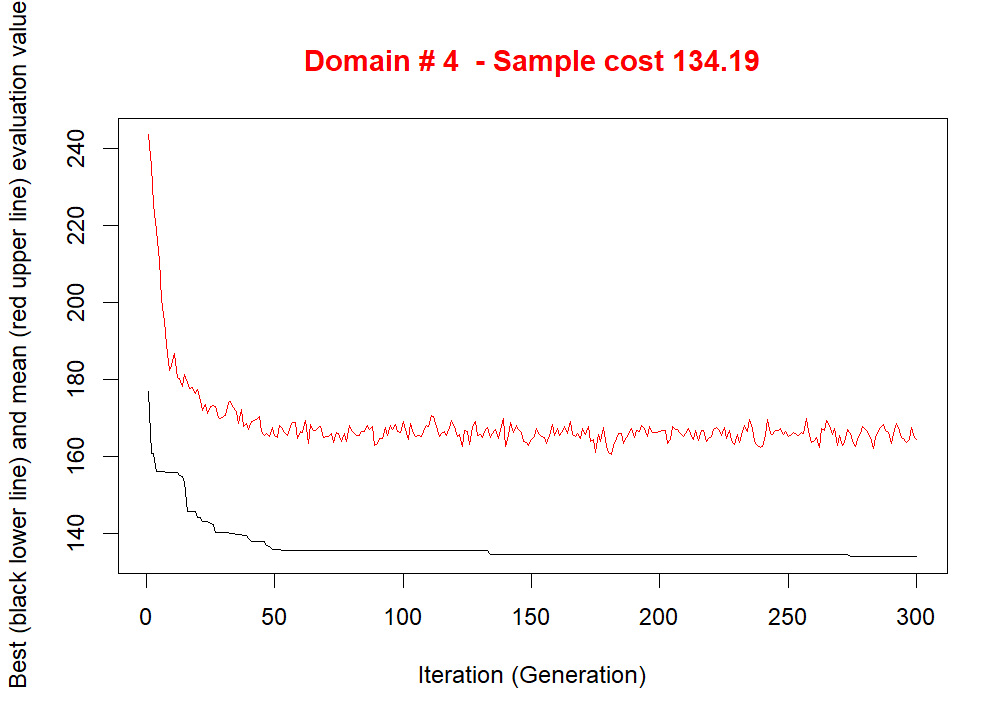 Domain # 4  - Sample cost 134.19
Best (black lower line) and mean (red upper line) evaluation value
240
220
200
180
160
140
0 50 100 150 200 250 300
Iteration (Generation)